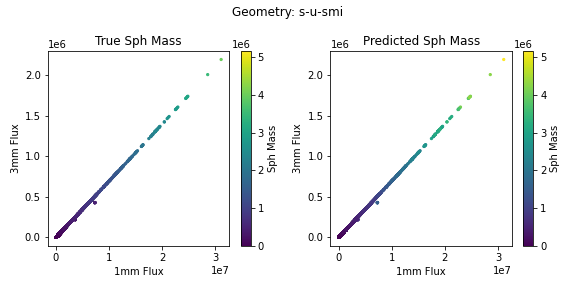 Geometry: s-u-smi
True Sph Mass
1e6
2.0
1.5
1.0
0.5
0.0
3mm Flux
0
1
2
3
1e7
1mm Flux
1e6
5
4
3
2
1
0
Sph Mass
Predicted Sph Mass
1e6
2.0
1.5
1.0
0.5
0.0
3mm Flux
0
1
2
3
1e7
1mm Flux
1e6
5
4
3
2
1
0
Sph Mass